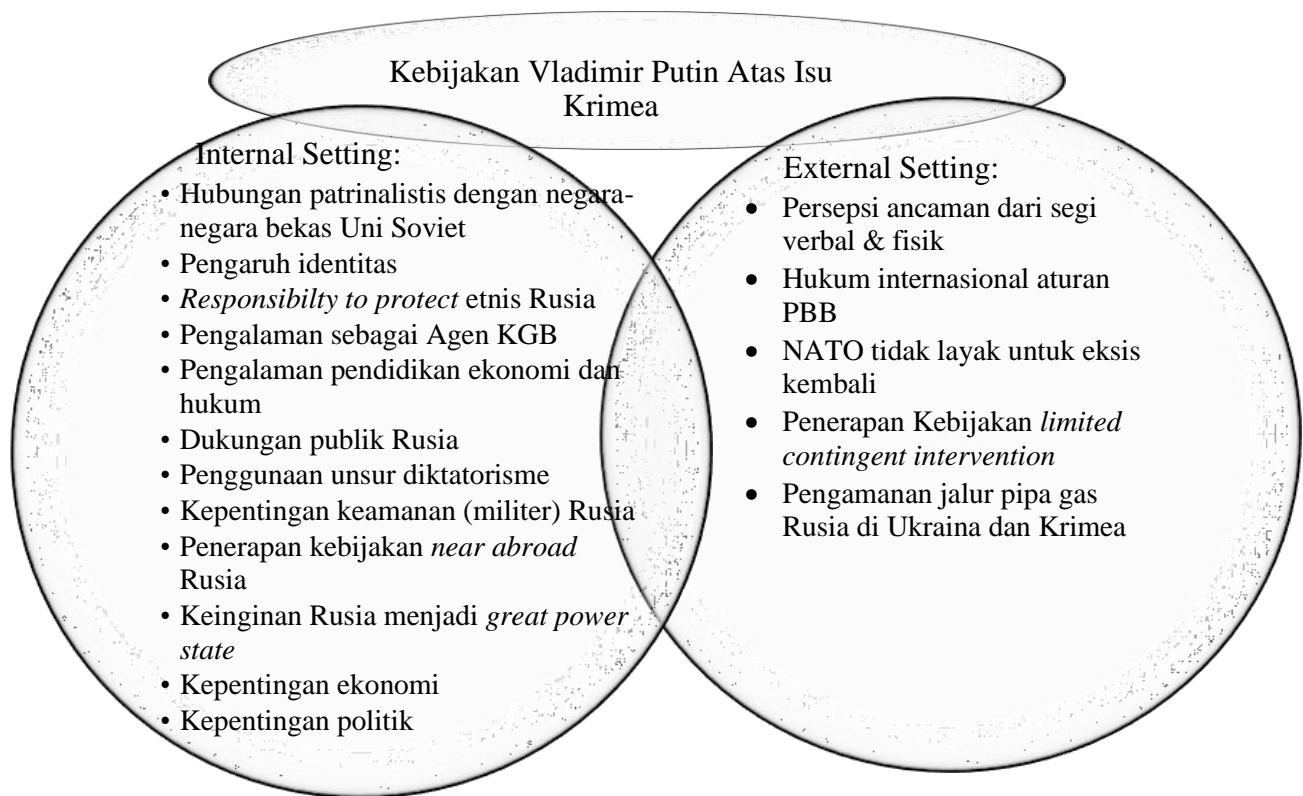 Kebijakan Vladimir Putin Atas Isu
Krimea
Internal Setting:
• Hubungan patrinalistis dengan negara-
negara bekas Uni Soviet
• Pengaruh identitas
• Responsibilty to protect etnis Rusia
• Pengalaman sebagai Agen KGB
• Pengalaman pendidikan ekonomi dan
hukum
• Dukungan publik Rusia
• Penggunaan unsur diktatorisme
• Kepentingan keamanan (militer) Rusia
• Penerapan kebijakan near abroad
Rusia
• Keinginan Rusia menjadi great power
state
• Kepentingan ekonomi
• Kepentingan politik
External Setting:
• Persepsi ancaman dari segi
verbal & fisik
• Hukum internasional aturan
PBB
• NATO tidak layak untuk eksis
kembali
• Penerapan Kebijakan limited
contingent intervention
• Pengamanan jalur pipa gas
Rusia di Ukraina dan Krimea